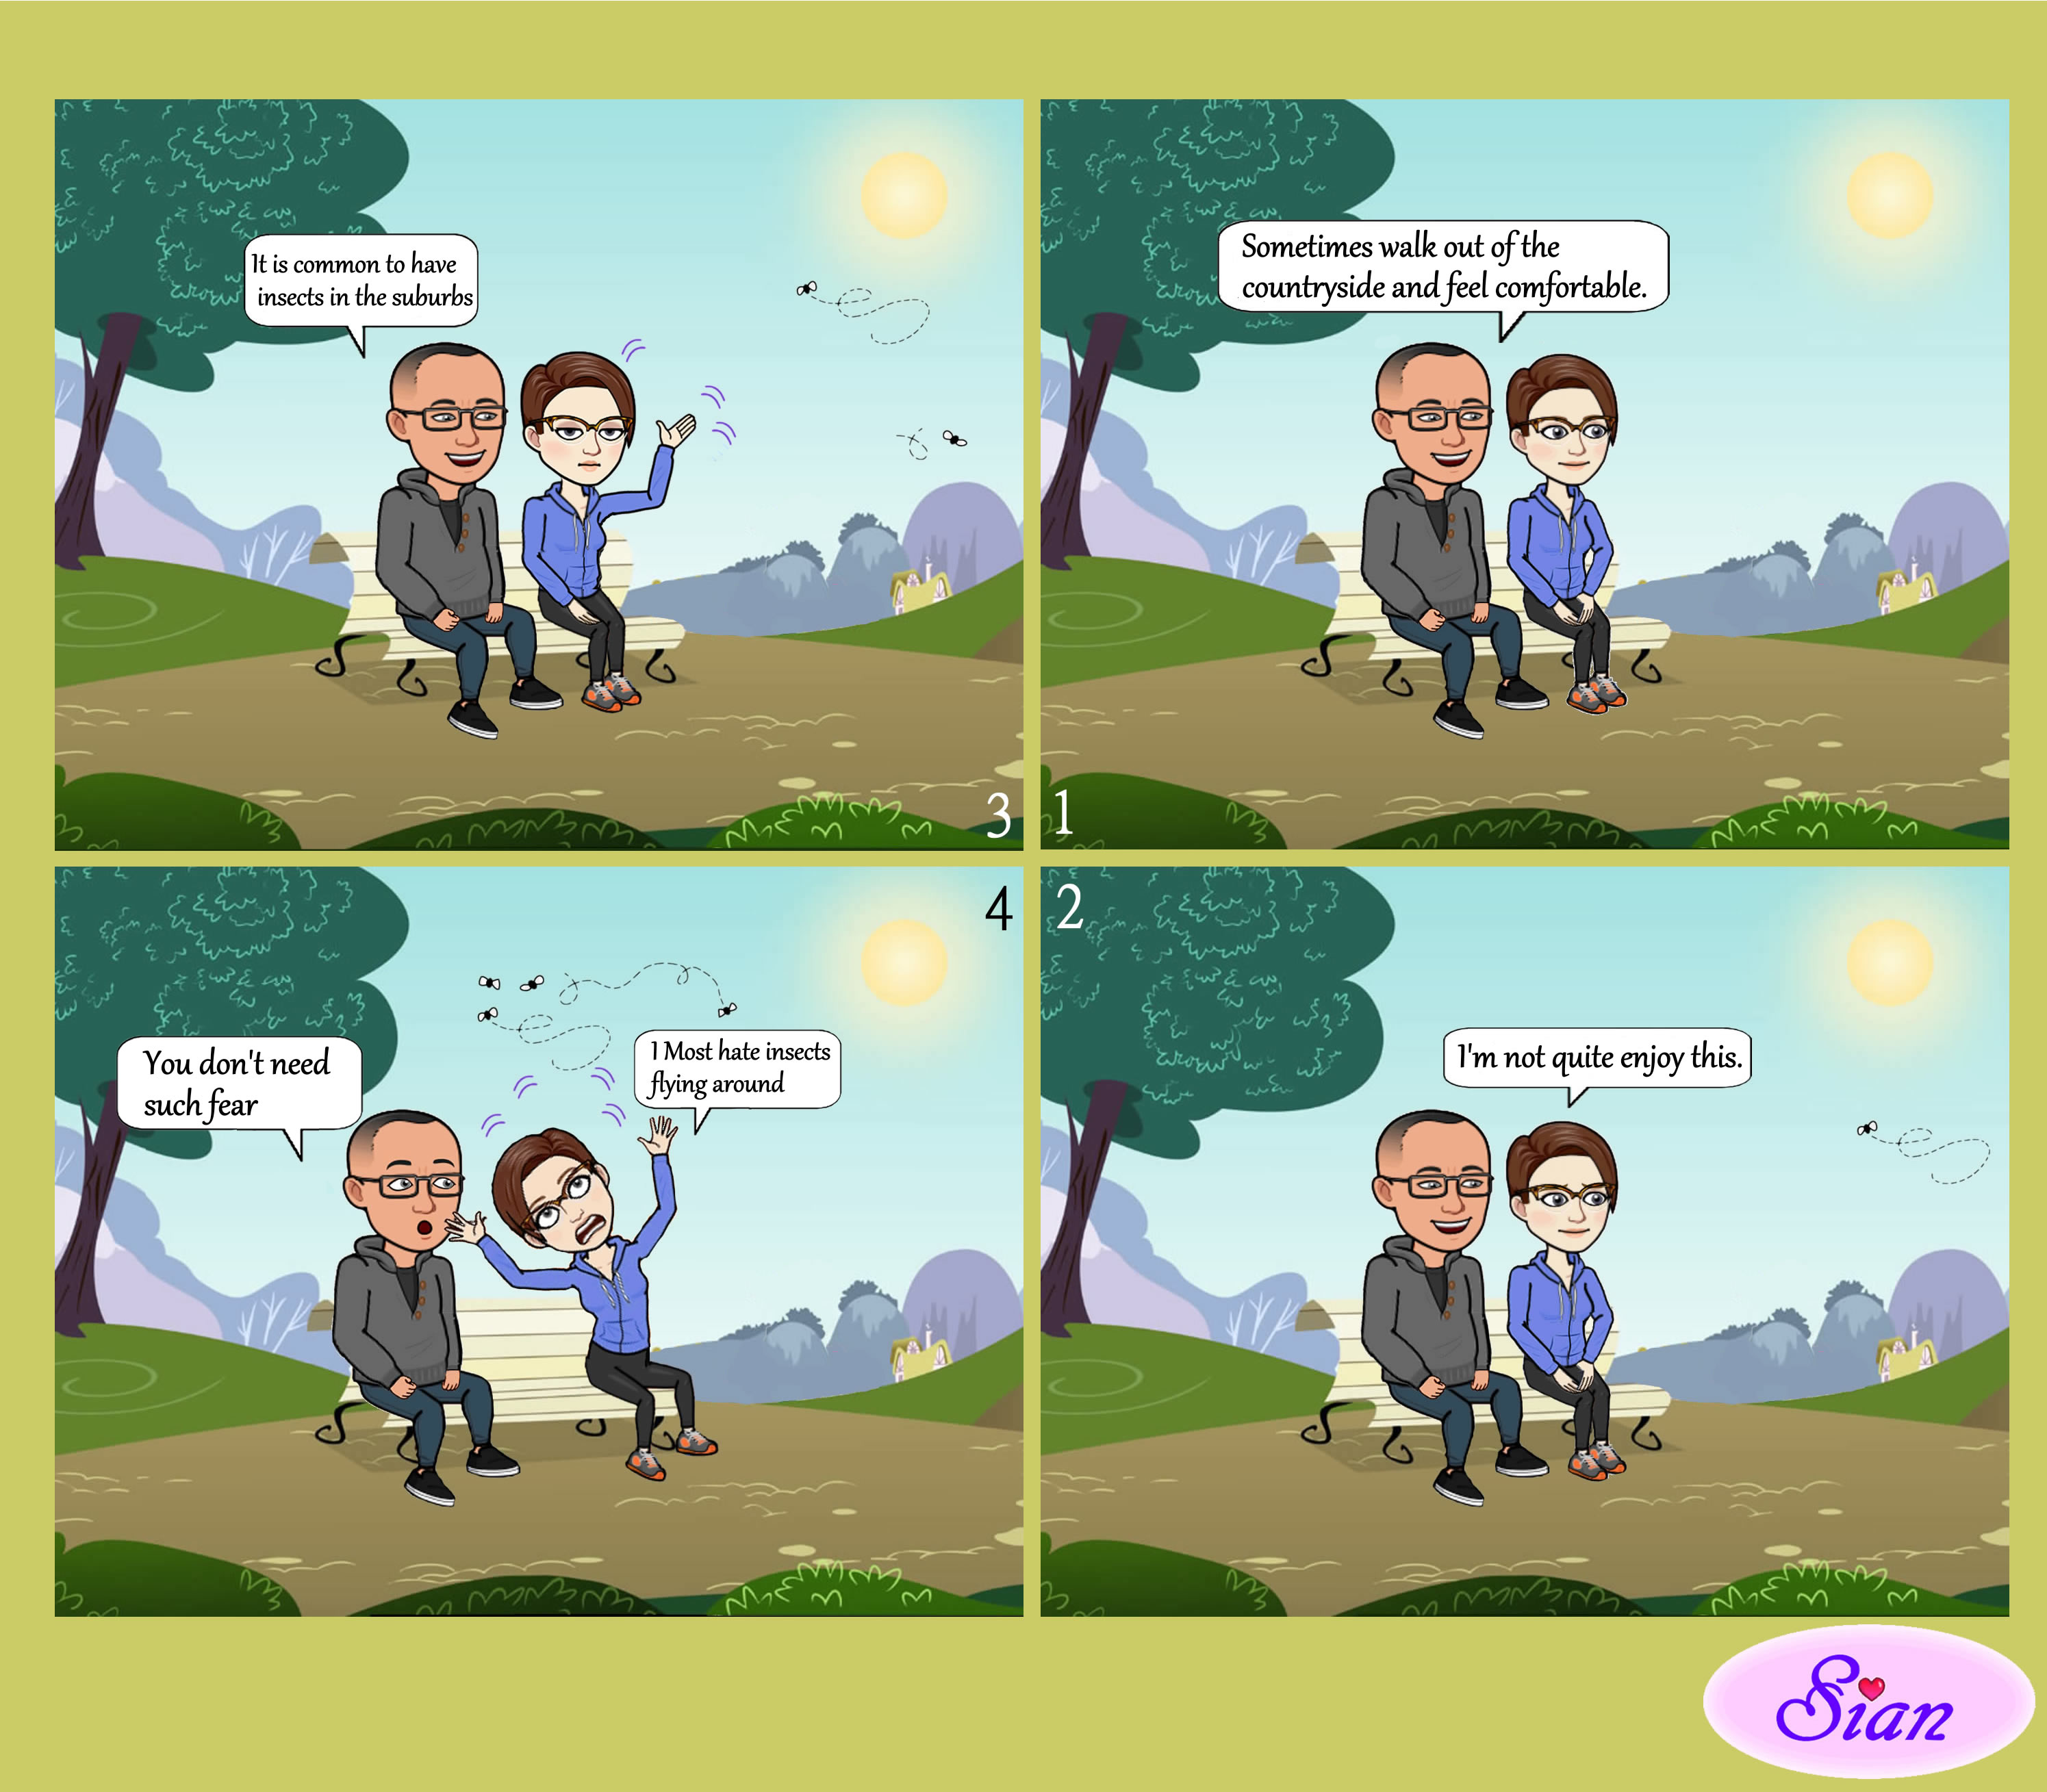 Sometimes walk out of the
countryside and feel comfortable.
1
2
I'm not quite enjoy this.
It is common to have
insects in the suburbs
3
4
You don't need
such fear
I Most hate insects
flying around
Sian